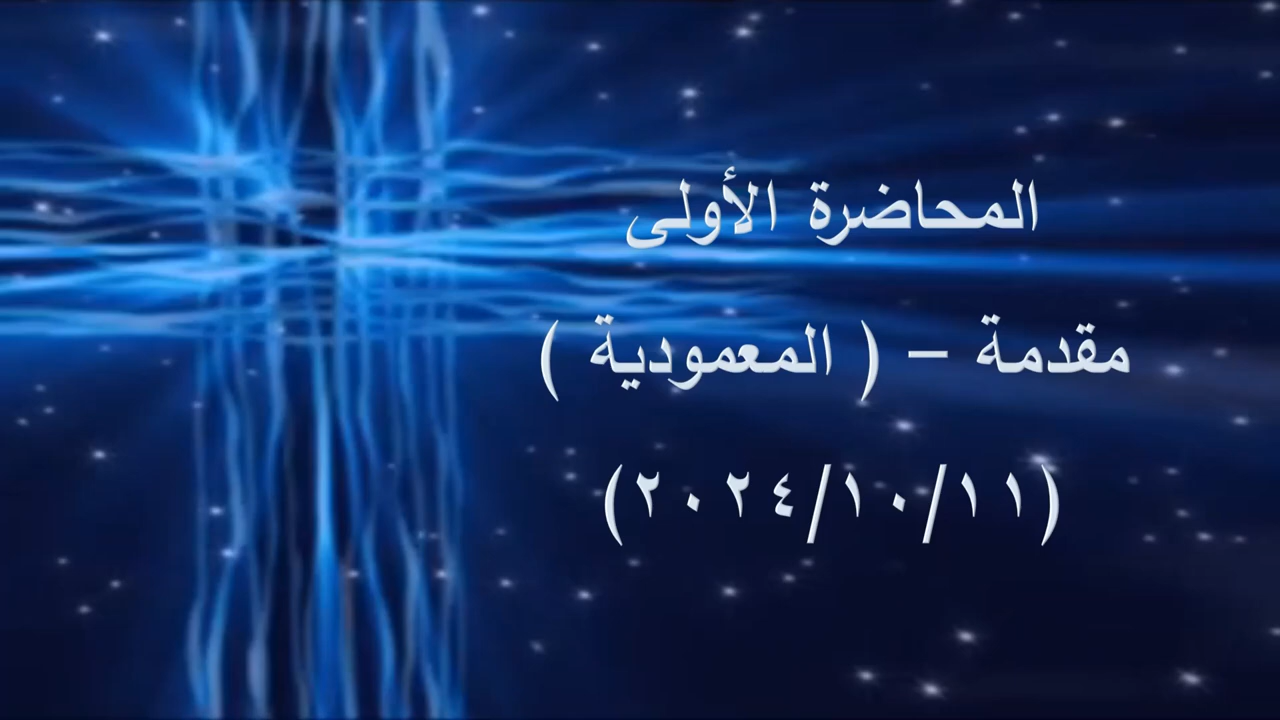 المحاضرة الأولى
مقدمة – ( المعمودية )
(٢٠٢٤/١٠/١١)